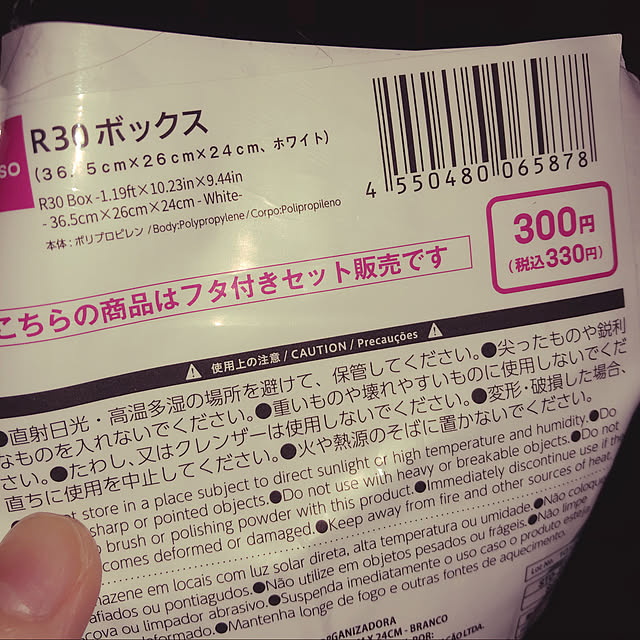 so
R30 ボックス
(36.5cm×26cm×24cm、ホワイト)
R30 Box -1.19ft×10.23in×9.44in
- 36.5cm×26cm×24cm - White-
本体:ポリプロピレン / Body:Polypropylene / Corpo:Polipropileno
4 550480 065878
300円
(税込330円)
こちらの商品はフタ付きセット販売です
使用上の注意 / CAUTION / Precauções
●直射日光・高温多湿の場所を避けて、保管してください。●尖ったものや鋭利
なものを入れないでください。●重いものや壊れやすいものに使用しないでくだ
さい。●たわし、又はクレンザーは使用しないでください。●変形・破損した場合、
直ちに使用を中止してください。●火や熱源のそばに置かないでください。
t store in a place subject to direct sunlight or high temperature and humidity.●Do
sharp or pointed objects.●Do not use with heavy or breakable objects.●Do not
brush or polishing powder with this product.●Immediately discontinue use if the
comes deformed or damaged.●Keep away from fire and other sources of heat.
mazene em locais com luz solar direta, alta temperatura ou umidade.●Não coloque
afiados ou pontiagudos.●Não utilize em objetos pesados ou frágeis.●Não limpe
cova ou limpador abrasivo.●Suspenda imediatamente o uso caso o produto esteja
deformado.●Mantenha longe de fogo e outras fontes de aquecimento.
Lot No.
RGANIZADORA
X 24CM - BRANCO
POR:
LTDA.